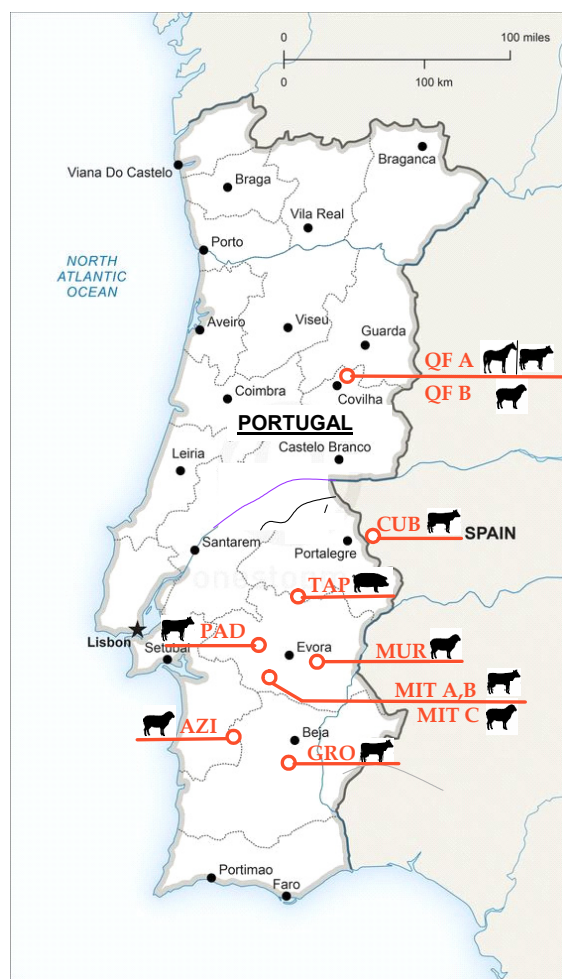 100 miles
0
0
100 km
Braganca
Viana Do Castelo
Braga
Vila Real
Porto
NORTH
ATLANTIC
OCEAN
Aveiro
Viseu
Guarda
QF A
QF B
Coimbra
Covilha
PORTUGAL
Leiria
Castelo Branco
CUB
SPAIN
Santarem
Portalegre
TAP
PAD
Lisbon
Setubal
Evora
MUR
MIT A,B
MIT C
AZI
Beja
GRO
Portimao
Faro